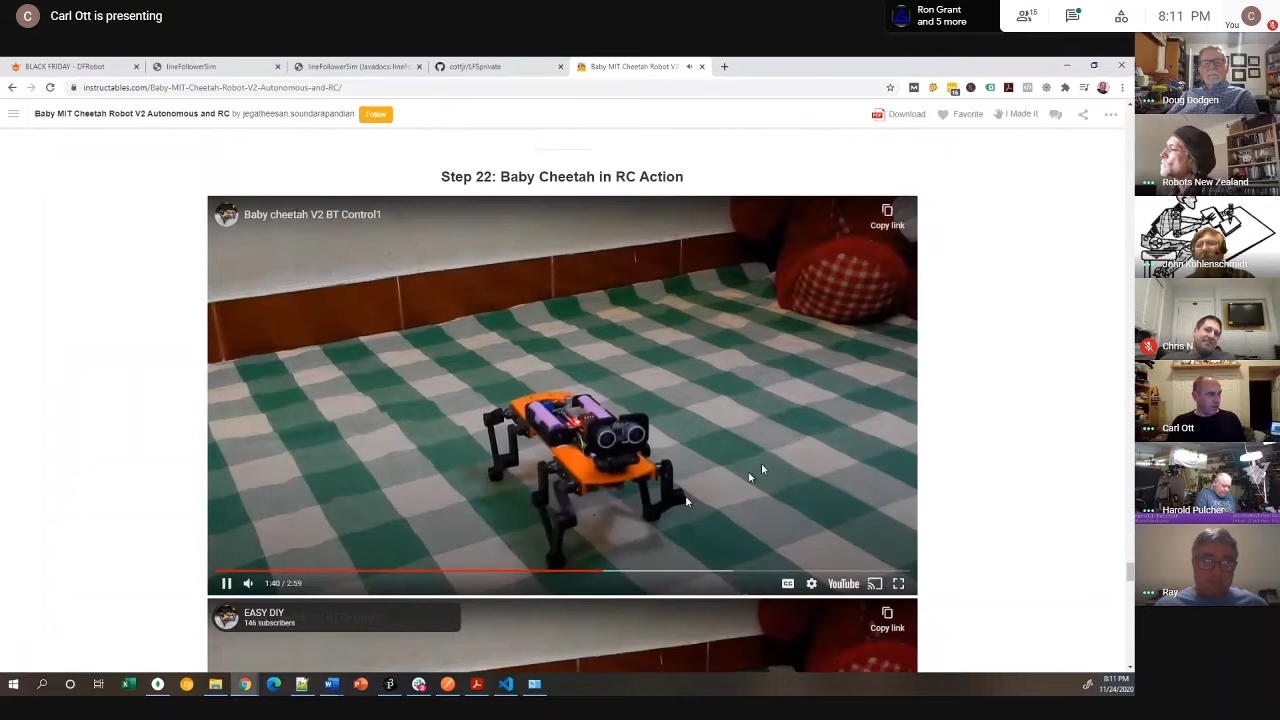 C Carl Ott is presenting
Ron Grant
and 5 more
15
8:11 PM
C
You
BLACK FRIDAY - DFRobot
lineFollowerSim
lineFollowerSim (Javadocs: lineF
cottjr/LFSprivate
Baby MIT Cheetah Robot V2
instructables.com/Baby-MIT-Cheetah-Robot-V2-Autonomous-and-RC/
Baby MIT Cheetah Robot V2 Autonomous and RC by jegatheesan.soundarapandian
Follow
Download
Favorite
I Made It
Step 22: Baby Cheetah in RC Action
Baby cheetah V2 BT Control1
Copy link
1:40 / 2:59
CC
YouTube
EASY DIY
146 subscribers
Copy link
Doug Dodgen
Robots New Zealand
John Kuhlenschmidt
Chris N
Carl Ott
Harold Pulcher
Ray
8:11 PM
11/24/2020